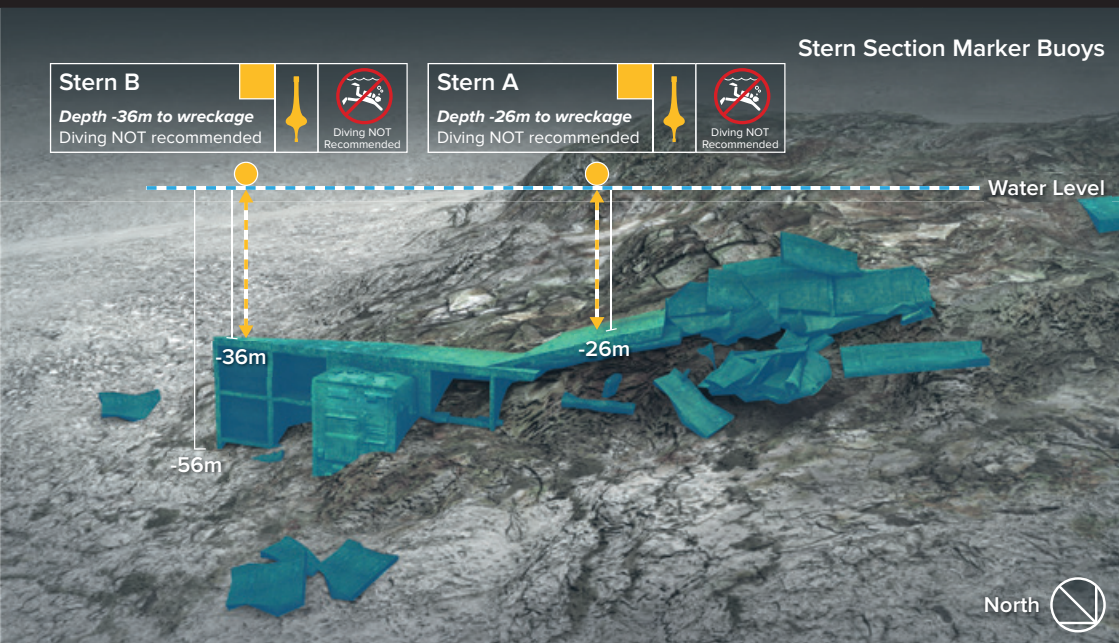 Stern Section Marker Buoys
Stern B
Depth -36m to wreckage
Diving NOT recommended
Diving NOT
Recommended
Stern A
Depth -26m to wreckage
Diving NOT recommended
Diving NOT
Recommended
Water Level
-36m
-26m
-56m
North